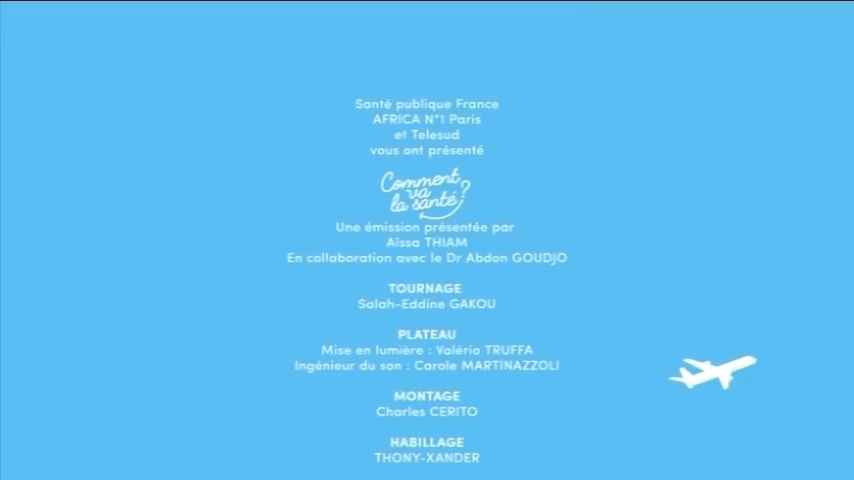 Santé publique France
AFRICA N°1 Paris
et Telesud
vous ont présenté
Comment
va
la santé ?
Une émission présentée par
Aïssa THIAM
En collaboration avec le Dr Abdon GOUDJO
TOURNAGE
Salah-Eddine GAKOU
PLATEAU
Mise en lumière : Valério TRUFFA
Ingénieur du son : Carole MARTINAZZOLI
MONTAGE
Charles CERITO
HABILLAGE
THONY-XANDER